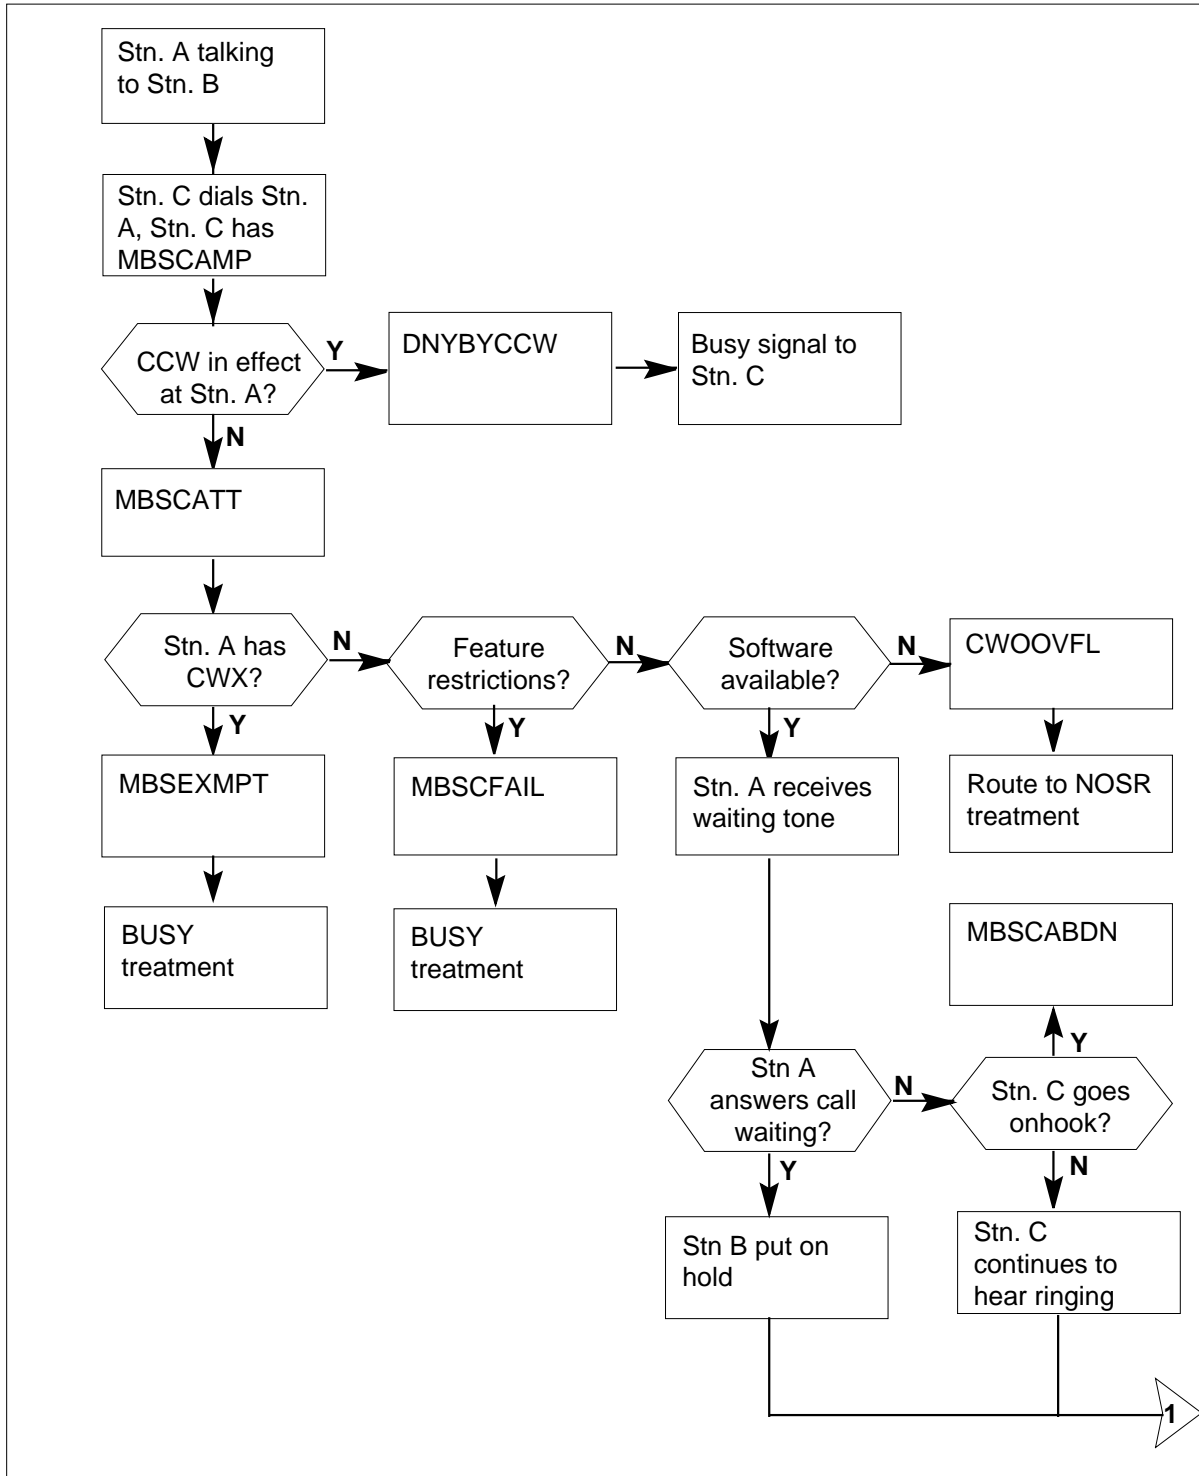 Stn. A talking
to Stn. B
Stn. C dials Stn.
A, Stn. C has
MBSCAMP
CCW in effect
at Stn. A?
Y
DNYBYCCW
Busy signal to
Stn. C
N
MBSCATT
Stn. A has
CWX?
N
Feature
restrictions?
N
Software
available?
N
CWOOVFL
Y
Y
Y
MBSEXMPT
MBSCFAIL
Stn. A receives
waiting tone
Route to NOSR
treatment
BUSY
treatment
BUSY
treatment
MBSCABDN
Y
Stn A
answers call
waiting?
N
Stn. C goes
onhook?
Y
N
Stn B put on
hold
Stn. C
continues to
hear ringing
1